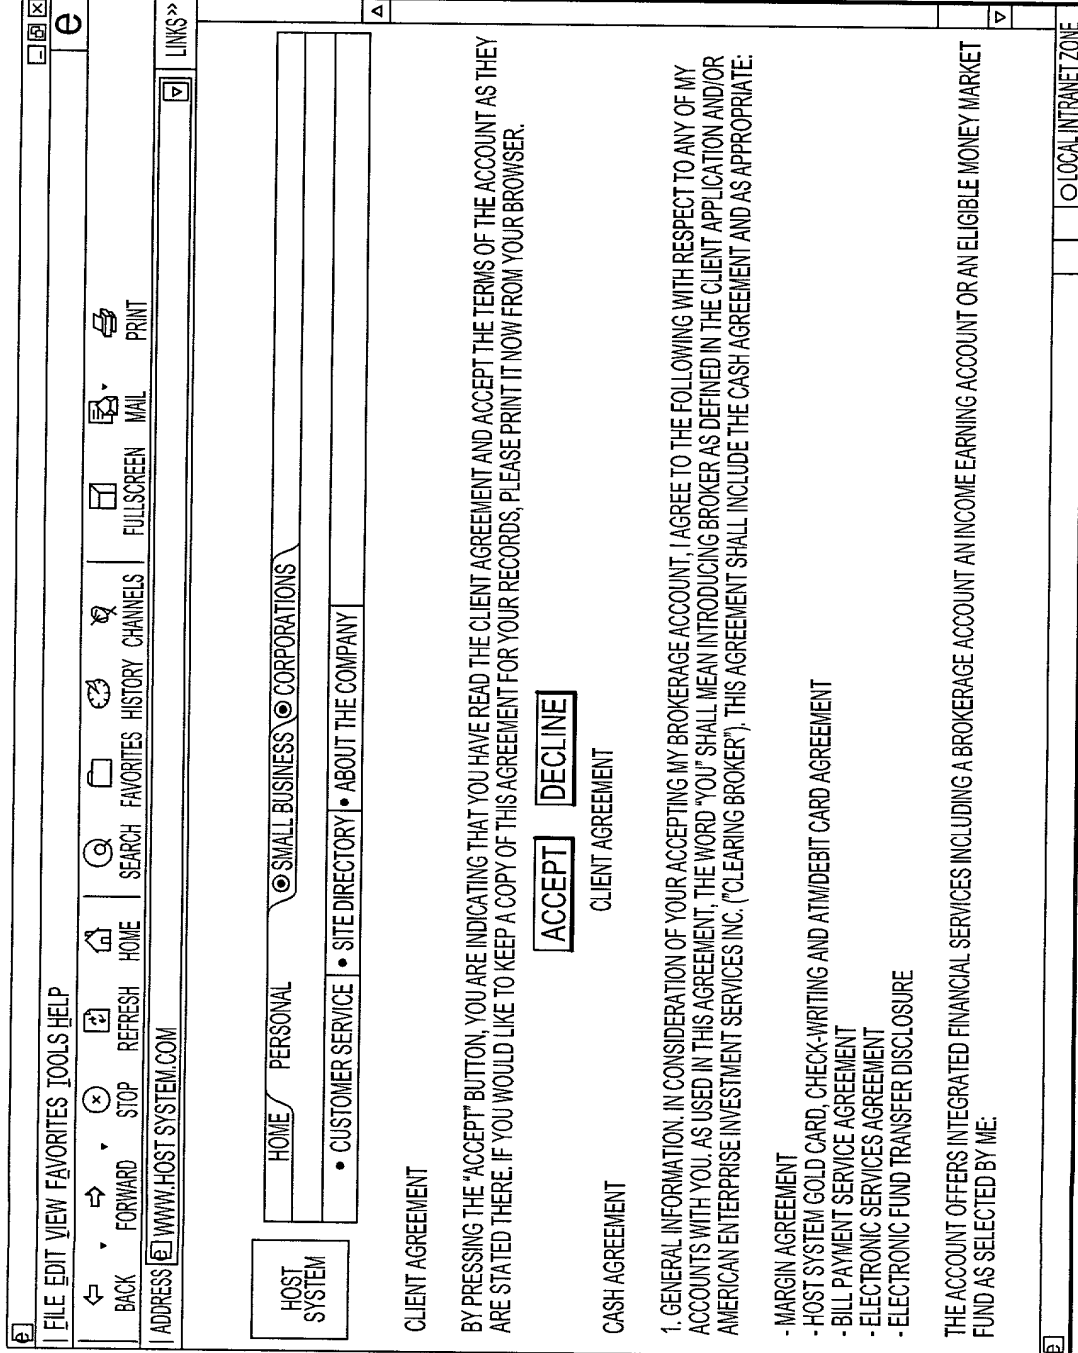 FILE EDIT VIEW FAVORITES TOOLS HELP
BACK FORWARD STOP REFRESH HOME SEARCH FAVORITES HISTORY CHANNELS FULLSCREEN MAIL PRINT
ADDRESS WWW.HOST SYSTEM.COM LINKS»
HOST
SYSTEM
HOME PERSONAL SMALL BUSINESS CORPORATIONS
• CUSTOMER SERVICE • SITE DIRECTORY • ABOUT THE COMPANY
CLIENT AGREEMENT
BY PRESSING THE "ACCEPT" BUTTON, YOU ARE INDICATING THAT YOU HAVE READ THE CLIENT AGREEMENT AND ACCEPT THE TERMS OF THE ACCOUNT AS THEY
ARE STATED THERE. IF YOU WOULD LIKE TO KEEP A COPY OF THIS AGREEMENT FOR YOUR RECORDS, PLEASE PRINT IT NOW FROM YOUR BROWSER.
ACCEPT DECLINE
CLIENT AGREEMENT
CASH AGREEMENT
1. GENERAL INFORMATION. IN CONSIDERATION OF YOUR ACCEPTING MY BROKERAGE ACCOUNT, I AGREE TO THE FOLLOWING WITH RESPECT TO ANY OF MY
ACCOUNTS WITH YOU. AS USED IN THIS AGREEMENT, THE WORD "YOU" SHALL MEAN INTRODUCING BROKER AS DEFINED IN THE CLIENT APPLICATION AND/OR
AMERICAN ENTERPRISE INVESTMENT SERVICES INC. ("CLEARING BROKER"). THIS AGREEMENT SHALL INCLUDE THE CASH AGREEMENT AND AS APPROPRIATE:
- MARGIN AGREEMENT
- HOST SYSTEM GOLD CARD, CHECK-WRITING AND ATM/DEBIT CARD AGREEMENT
- BILL PAYMENT SERVICE AGREEMENT
- ELECTRONIC SERVICES AGREEMENT
- ELECTRONIC FUND TRANSFER DISCLOSURE
THE ACCOUNT OFFERS INTEGRATED FINANCIAL SERVICES INCLUDING A BROKERAGE ACCOUNT AN INCOME EARNING ACCOUNT OR AN ELIGIBLE MONEY MARKET
FUND AS SELECTED BY ME:
LOCAL INTRANET ZONE